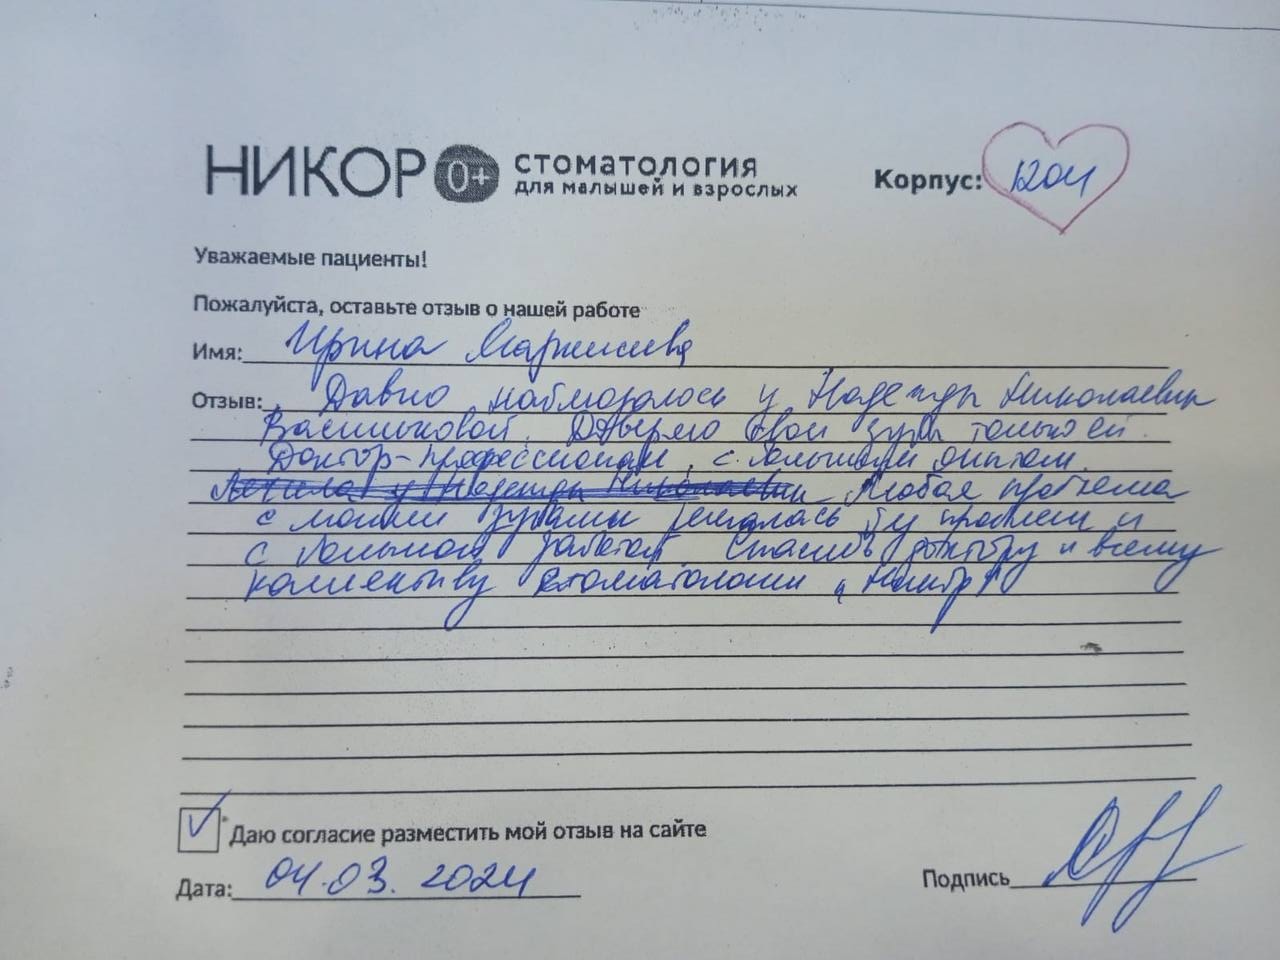 НИКОР 0+ стоматология
для малышей и взрослых
Корпус: 1204
Уважаемые пациенты!
Пожалуйста, оставьте отзыв о нашей работе
Имя: Ирина
Отзыв: Давно наблюдаюсь у Надежды Николаевны
Васильковой. Доверяю свои зубы только ей.
Доктор-профессионал, с большим опытом.
Лечила у Надежды Николаевны Любая проблема
с моими зубами решалась без проблем и
с большой заботой Спасибо доктору и всему
коллективу стоматологии "Никор"
Даю согласие разместить мой отзыв на сайте
Дата: 04.03.2024
Подпись